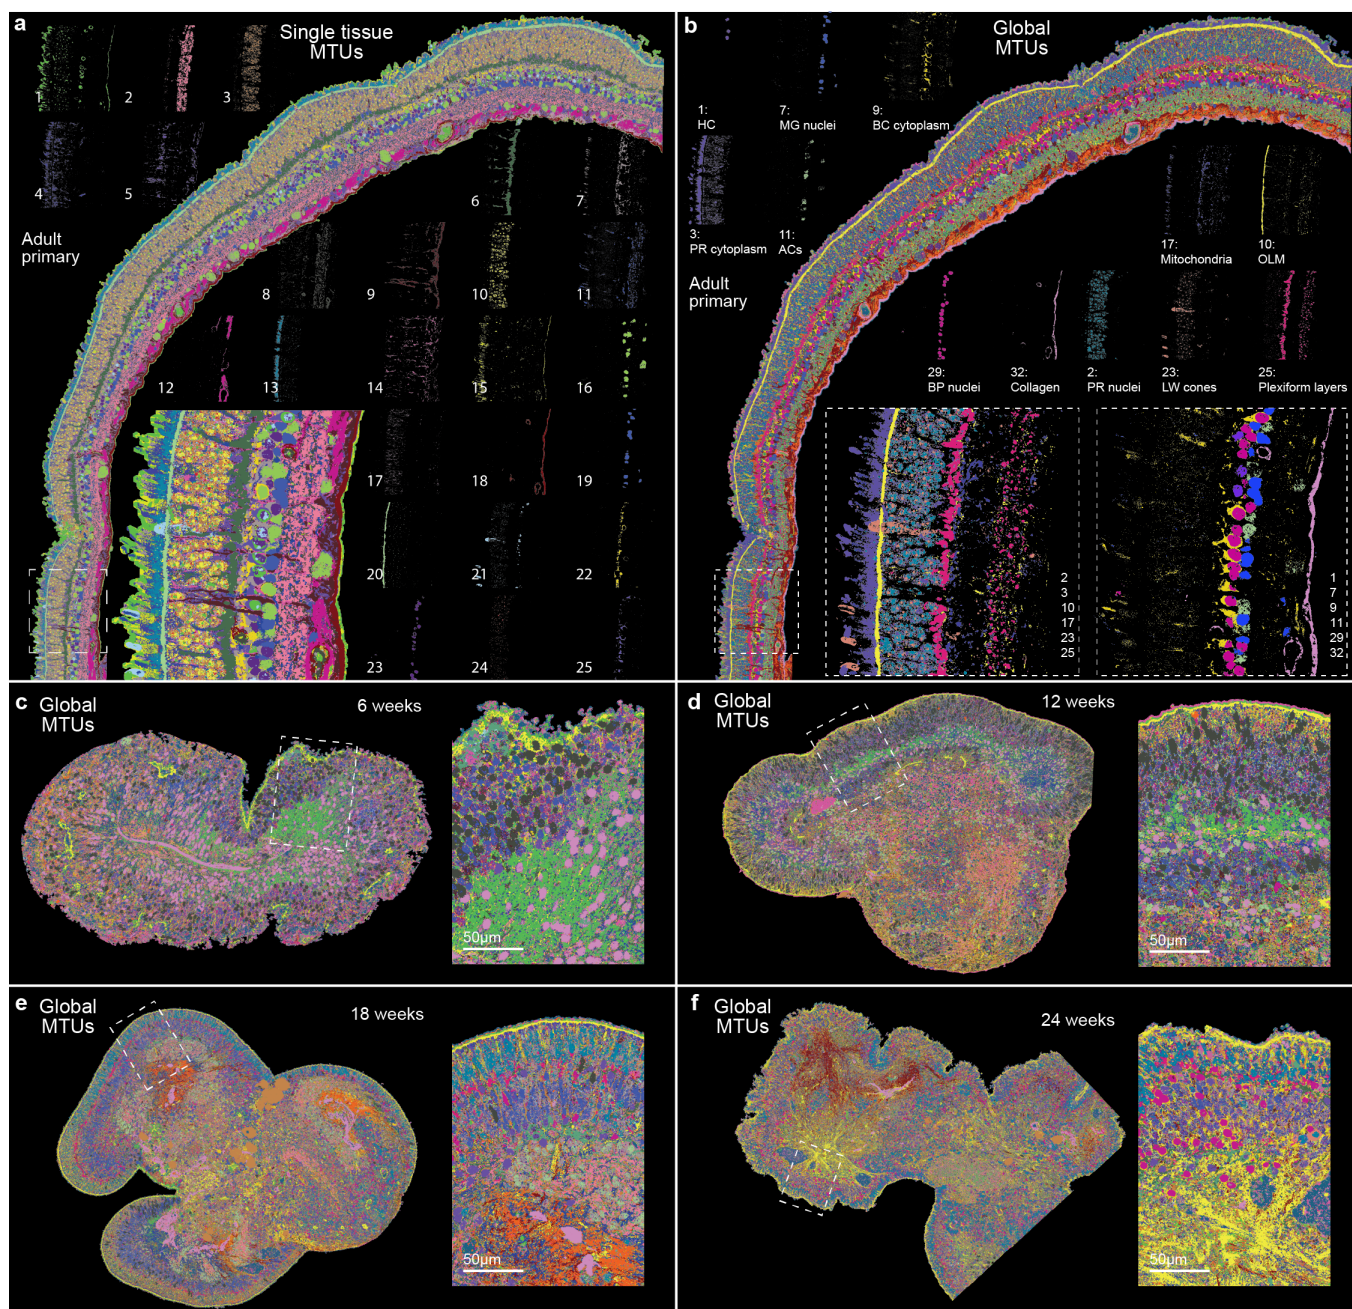 a
Single tissue
MTUs
1
2
3
4
5
6
7
Adult
primary
8
9
10
11
12
13
14
15
16
17
18
19
20
21
22
23
24
25
b
Global
MTUs
1:
HC
7:
MG nuclei
9:
BC cytoplasm
3:
PR cytoplasm
11:
ACs
17:
Mitochondria
10:
OLM
Adult
primary
29:
BP nuclei
32:
Collagen
2:
PR nuclei
23:
LW cones
25:
Plexiform layers
2
3
10
17
23
25
1
7
9
11
29
32
c
Global
MTUs
6 weeks
50µm
d
Global
MTUs
12 weeks
50µm
e
Global
MTUs
18 weeks
50µm
f
Global
MTUs
24 weeks
50µm